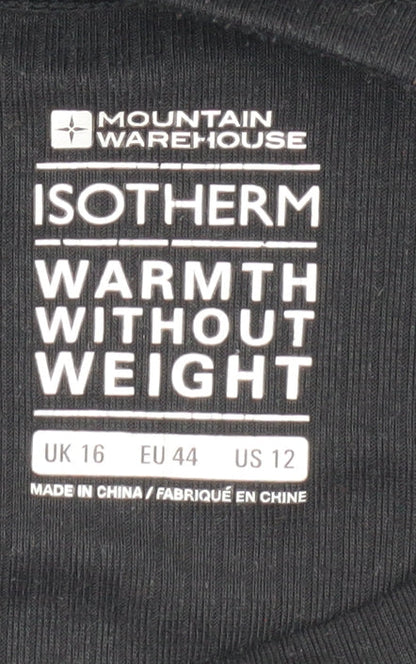 MOUNTAIN
WAREHOUSE
ISOTHERM
WARMTH
WITHOUT
WEIGHT
UK 16 EU 44 US 12
MADE IN CHINA / FABRIQUÉ EN CHINE